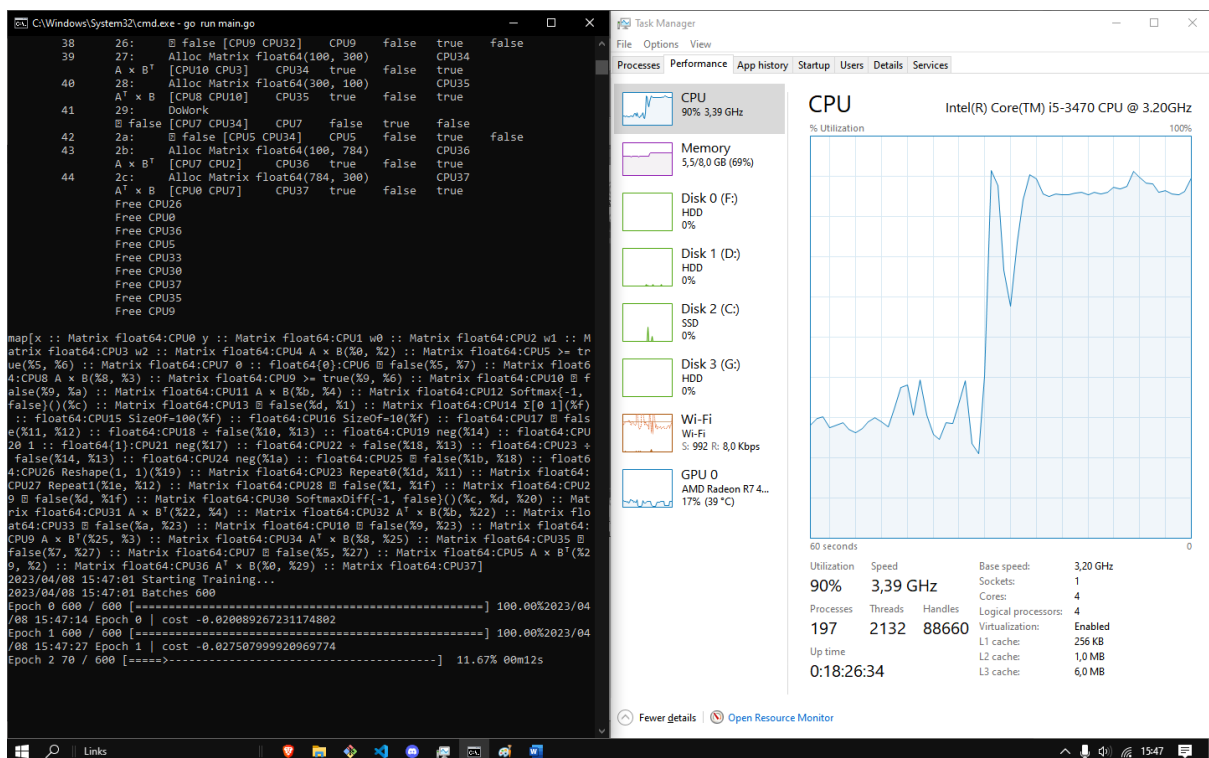 C:\Windows\System32\cmd.exe - go run main.go
38 26: ⍰ false [CPU9 CPU32] CPU9 false true false
39 27: Alloc Matrix float64(100, 300) CPU34
A × Bᵀ [CPU10 CPU3] CPU34 true false true
40 28: Alloc Matrix float64(300, 100) CPU35
Aᵀ × B [CPU8 CPU10] CPU35 true false true
41 29: DoWork
⍰ false [CPU7 CPU34] CPU7 false true false
42 2a: ⍰ false [CPU5 CPU34] CPU5 false true false
43 2b: Alloc Matrix float64(100, 784) CPU36
A × Bᵀ [CPU7 CPU2] CPU36 true false true
44 2c: Alloc Matrix float64(784, 300) CPU37
Aᵀ × B [CPU0 CPU7] CPU37 true false true
Free CPU26
Free CPU0
Free CPU36
Free CPU5
Free CPU33
Free CPU30
Free CPU37
Free CPU35
Free CPU9
map[x :: Matrix float64:CPU0 y :: Matrix float64:CPU1 w0 :: Matrix float64:CPU2 w1 :: M
atrix float64:CPU3 w2 :: Matrix float64:CPU4 A × B(%0, %2) :: Matrix float64:CPU5 >= tr
ue(%5, %6) :: Matrix float64:CPU7 0 :: float64{0}:CPU6 ⍰ false(%5, %7) :: Matrix float6
4:CPU8 A × B(%8, %3) :: Matrix float64:CPU9 >= true(%9, %6) :: Matrix float64:CPU10 ⍰ f
alse(%9, %a) :: Matrix float64:CPU11 A × B(%b, %4) :: Matrix float64:CPU12 Softmax{-1,
false}()(%c) :: Matrix float64:CPU13 ⍰ false(%d, %1) :: Matrix float64:CPU14 Σ[0 1](%f)
:: float64:CPU15 SizeOf=100(%f) :: float64:CPU16 SizeOf=10(%f) :: float64:CPU17 ⍰ fals
e(%11, %12) :: float64:CPU18 ÷ false(%10, %13) :: float64:CPU19 neg(%14) :: float64:CPU
20 1 :: float64{1}:CPU21 neg(%17) :: float64:CPU22 ÷ false(%18, %13) :: float64:CPU23 ÷
false(%14, %13) :: float64:CPU24 neg(%1a) :: float64:CPU25 ⍰ false(%1b, %18) :: float6
4:CPU26 Reshape(1, 1)(%19) :: Matrix float64:CPU23 Repeat0(%1d, %11) :: Matrix float64:
CPU27 Repeat1(%1e, %12) :: Matrix float64:CPU28 ⍰ false(%1, %1f) :: Matrix float64:CPU2
9 ⍰ false(%d, %1f) :: Matrix float64:CPU30 SoftmaxDiff{-1, false}()(%c, %d, %20) :: Mat
rix float64:CPU31 A × Bᵀ(%22, %4) :: Matrix float64:CPU32 Aᵀ × B(%b, %22) :: Matrix flo
at64:CPU33 ⍰ false(%a, %23) :: Matrix float64:CPU10 ⍰ false(%9, %23) :: Matrix float64:
CPU9 A × Bᵀ(%25, %3) :: Matrix float64:CPU34 Aᵀ × B(%8, %25) :: Matrix float64:CPU35 ⍰
false(%7, %27) :: Matrix float64:CPU7 ⍰ false(%5, %27) :: Matrix float64:CPU5 A × Bᵀ(%2
9, %2) :: Matrix float64:CPU36 Aᵀ × B(%0, %29) :: Matrix float64:CPU37]
2023/04/08 15:47:01 Starting Training...
2023/04/08 15:47:01 Batches 600
Epoch 0 600 / 600 [====================================================] 100.00%2023/04
/08 15:47:14 Epoch 0 | cost -0.020089267231174802
Epoch 1 600 / 600 [====================================================] 100.00%2023/04
/08 15:47:27 Epoch 1 | cost -0.027507999920969774
Epoch 2 70 / 600 [=====>----------------------------------------] 11.67% 00m12s
Task Manager
File Options View
Processes Performance App history Startup Users Details Services
CPU
90% 3,39 GHz
Memory
5,5/8,0 GB (69%)
Disk 0 (F:)
HDD
0%
Disk 1 (D:)
HDD
0%
Disk 2 (C:)
SSD
0%
Disk 3 (G:)
HDD
0%
Wi-Fi
Wi-Fi
S: 992 R: 8,0 Kbps
GPU 0
AMD Radeon R7 4...
17% (39 °C)
CPU Intel(R) Core(TM) i5-3470 CPU @ 3.20GHz
% Utilization 100%
60 seconds 0
Utilization Speed
90% 3,39 GHz
Processes Threads Handles
197 2132 88660
Up time
0:18:26:34
Base speed: 3,20 GHz
Sockets: 1
Cores: 4
Logical processors: 4
Virtualization: Enabled
L1 cache: 256 KB
L2 cache: 1,0 MB
L3 cache: 6,0 MB
Fewer details Open Resource Monitor
Links
15:47